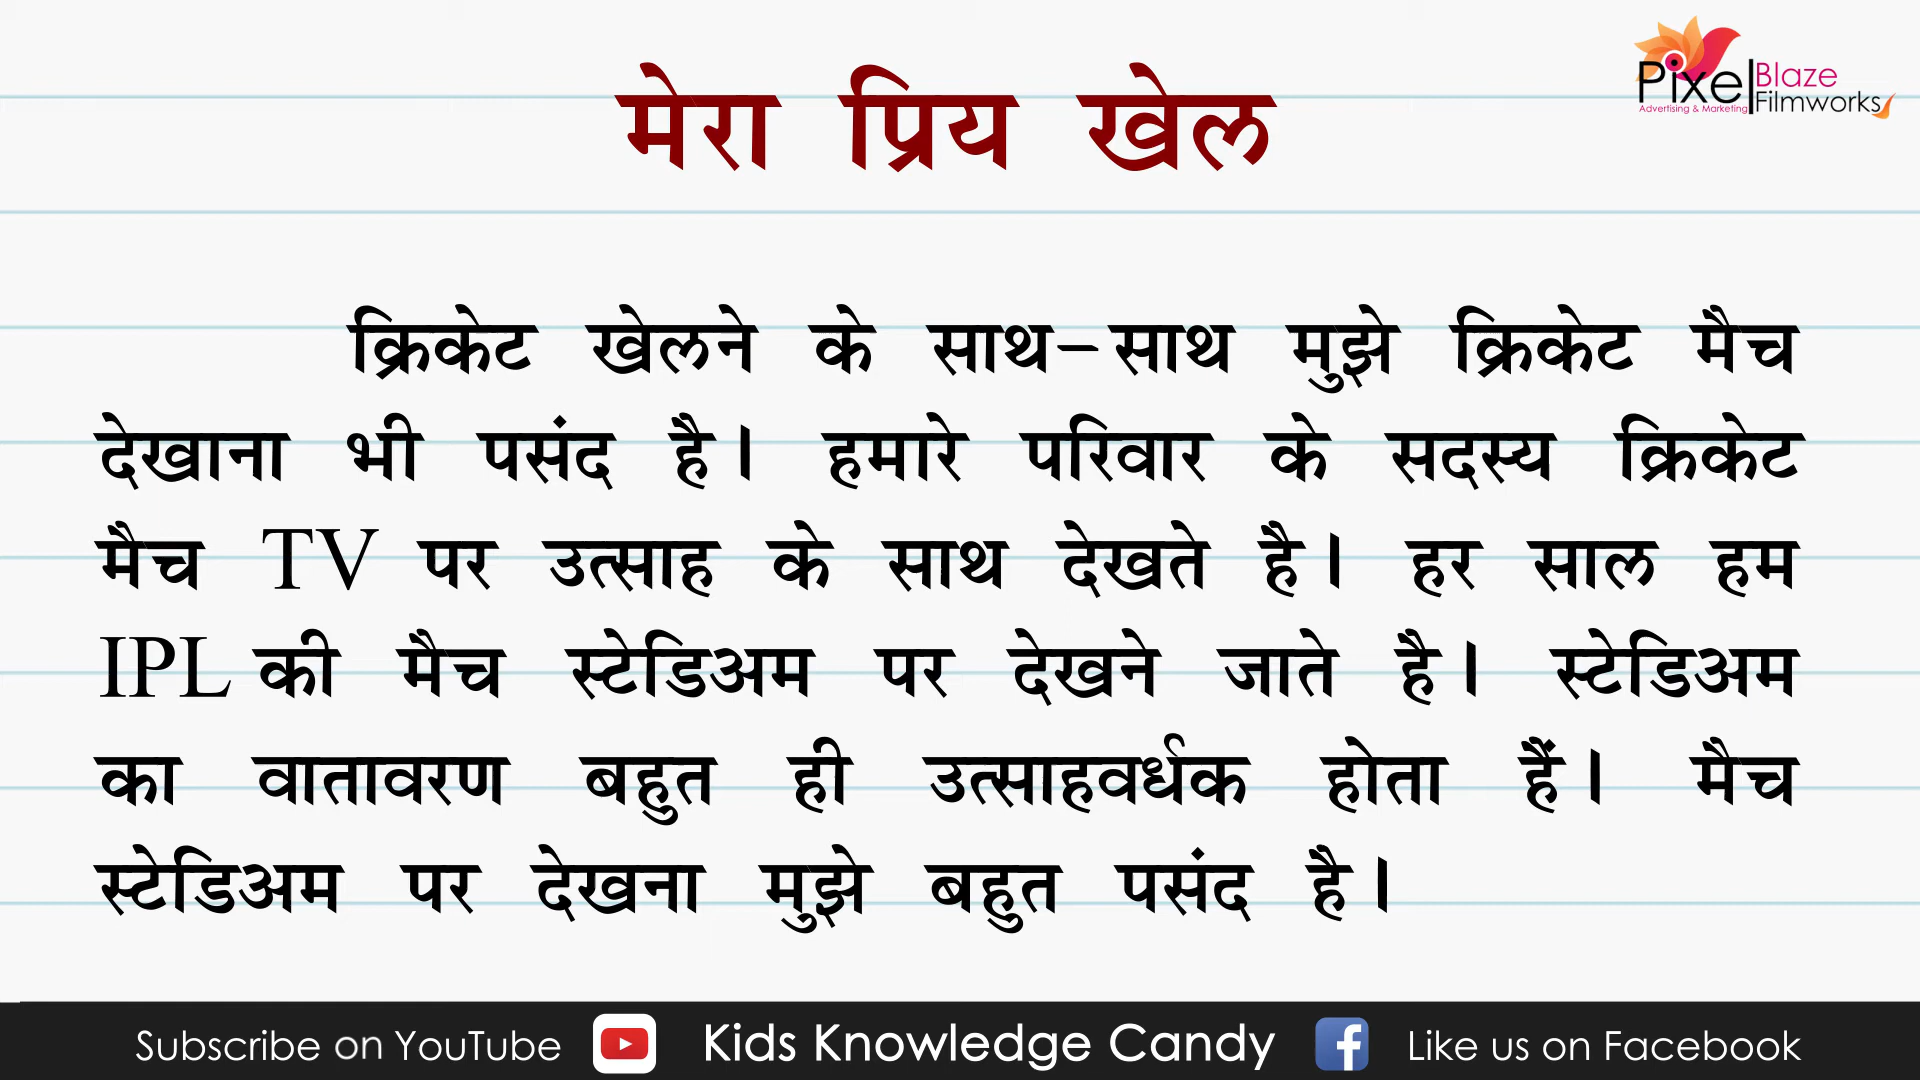 मेरा प्रिय खेल
Pixel Blaze Filmworks
Advertising & Marketing
क्रिकेट खेलने के साथ-साथ मुझे क्रिकेट मैच
देखाना भी पसंद है। हमारे परिवार के सदस्य क्रिकेट
मैच TV पर उत्साह के साथ देखते है। हर साल हम
IPL की मैच स्टेडिअम पर देखने जाते है। स्टेडिअम
का वातावरण बहुत ही उत्साहवर्धक होता हैं। मैच
स्टेडिअम पर देखना मुझे बहुत पसंद है।
Subscribe on YouTube Kids Knowledge Candy f Like us on Facebook